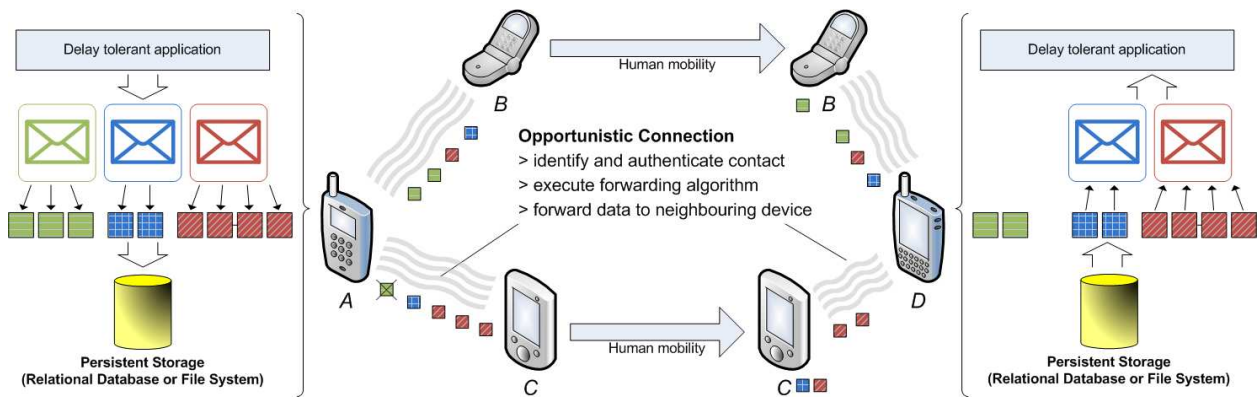 Delay tolerant application
Persistent Storage
(Relational Database or File System)
A
B
Human mobility
B
Opportunistic Connection
> identify and authenticate contact
> execute forwarding algorithm
> forward data to neighbouring device
C
Human mobility
C
D
Delay tolerant application
Persistent Storage
(Relational Database or File System)